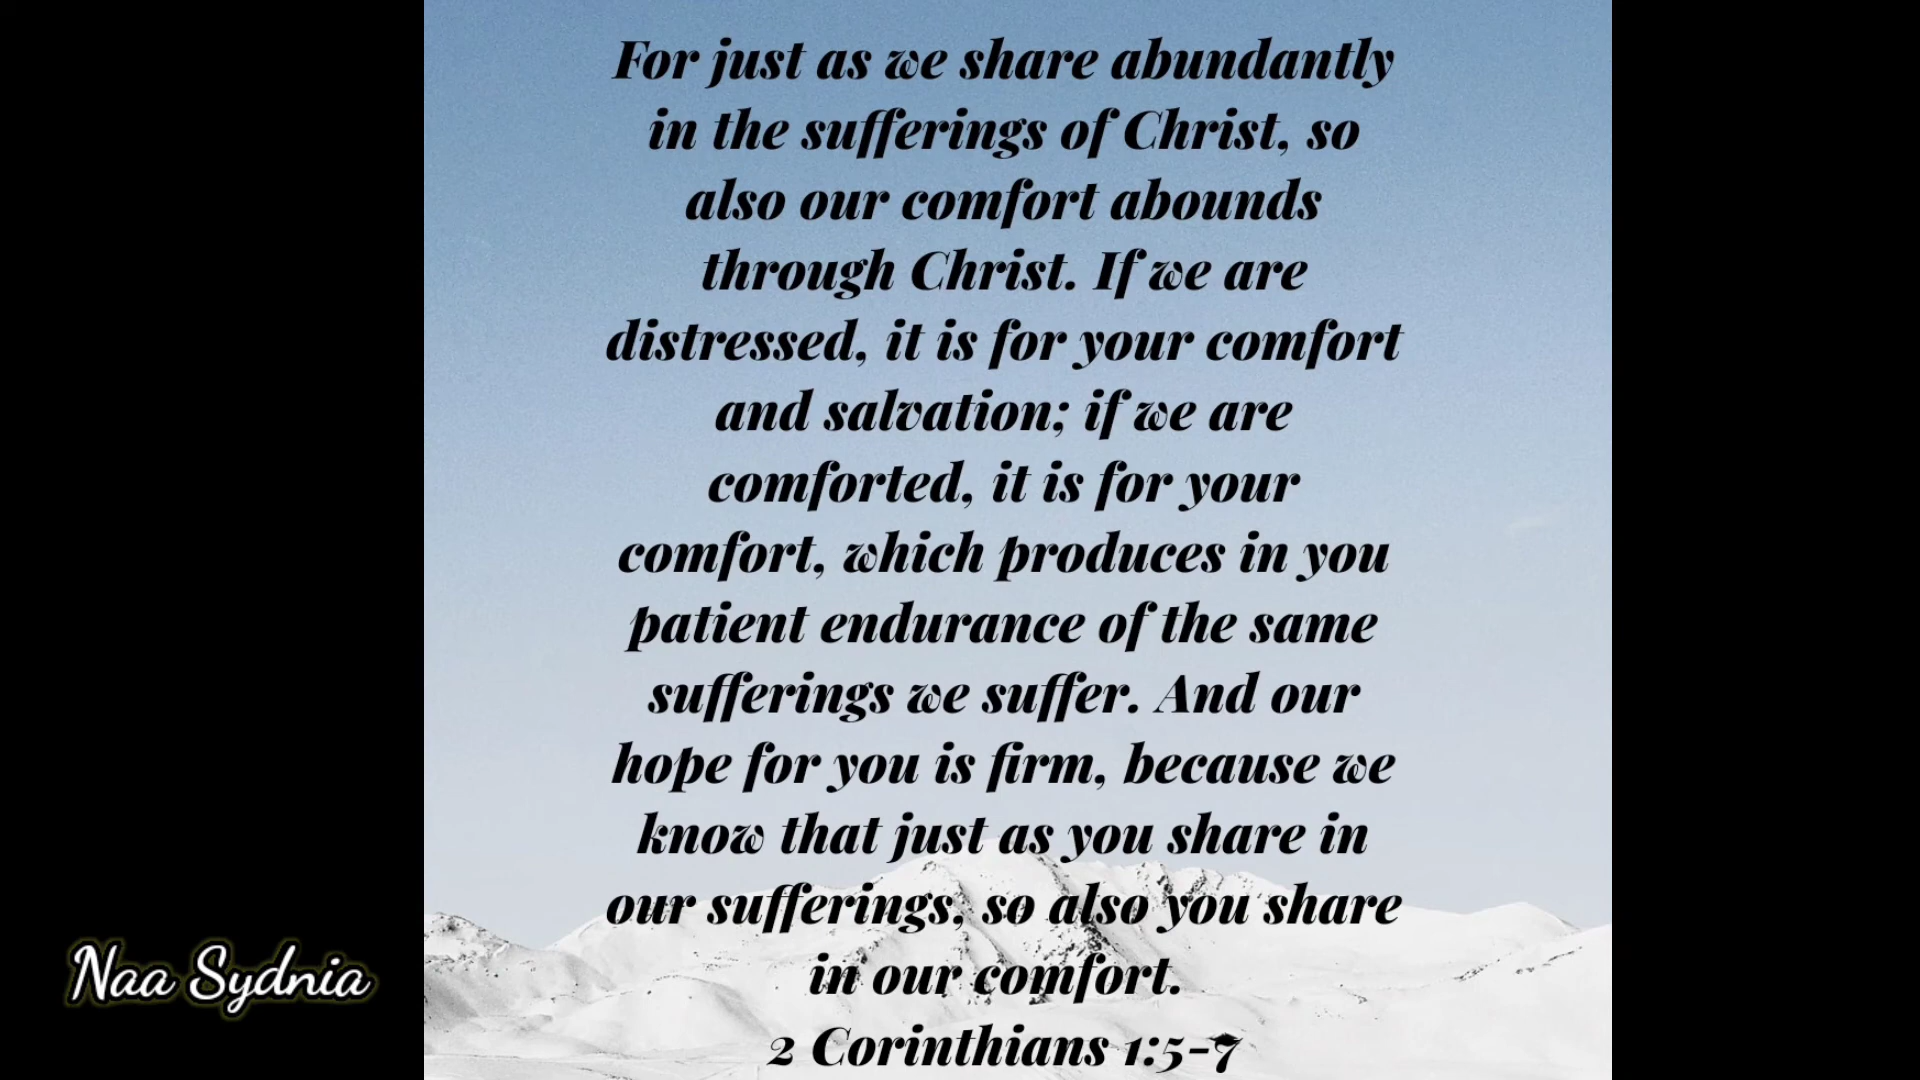 For just as we share abundantly
in the sufferings of Christ, so
also our comfort abounds
through Christ. If we are
distressed, it is for your comfort
and salvation; if we are
comforted, it is for your
comfort, which produces in you
patient endurance of the same
sufferings we suffer. And our
hope for you is firm, because we
know that just as you share in
our sufferings, so also you share
in our comfort.
2 Corinthians 1:5-7
Naa Sydnia